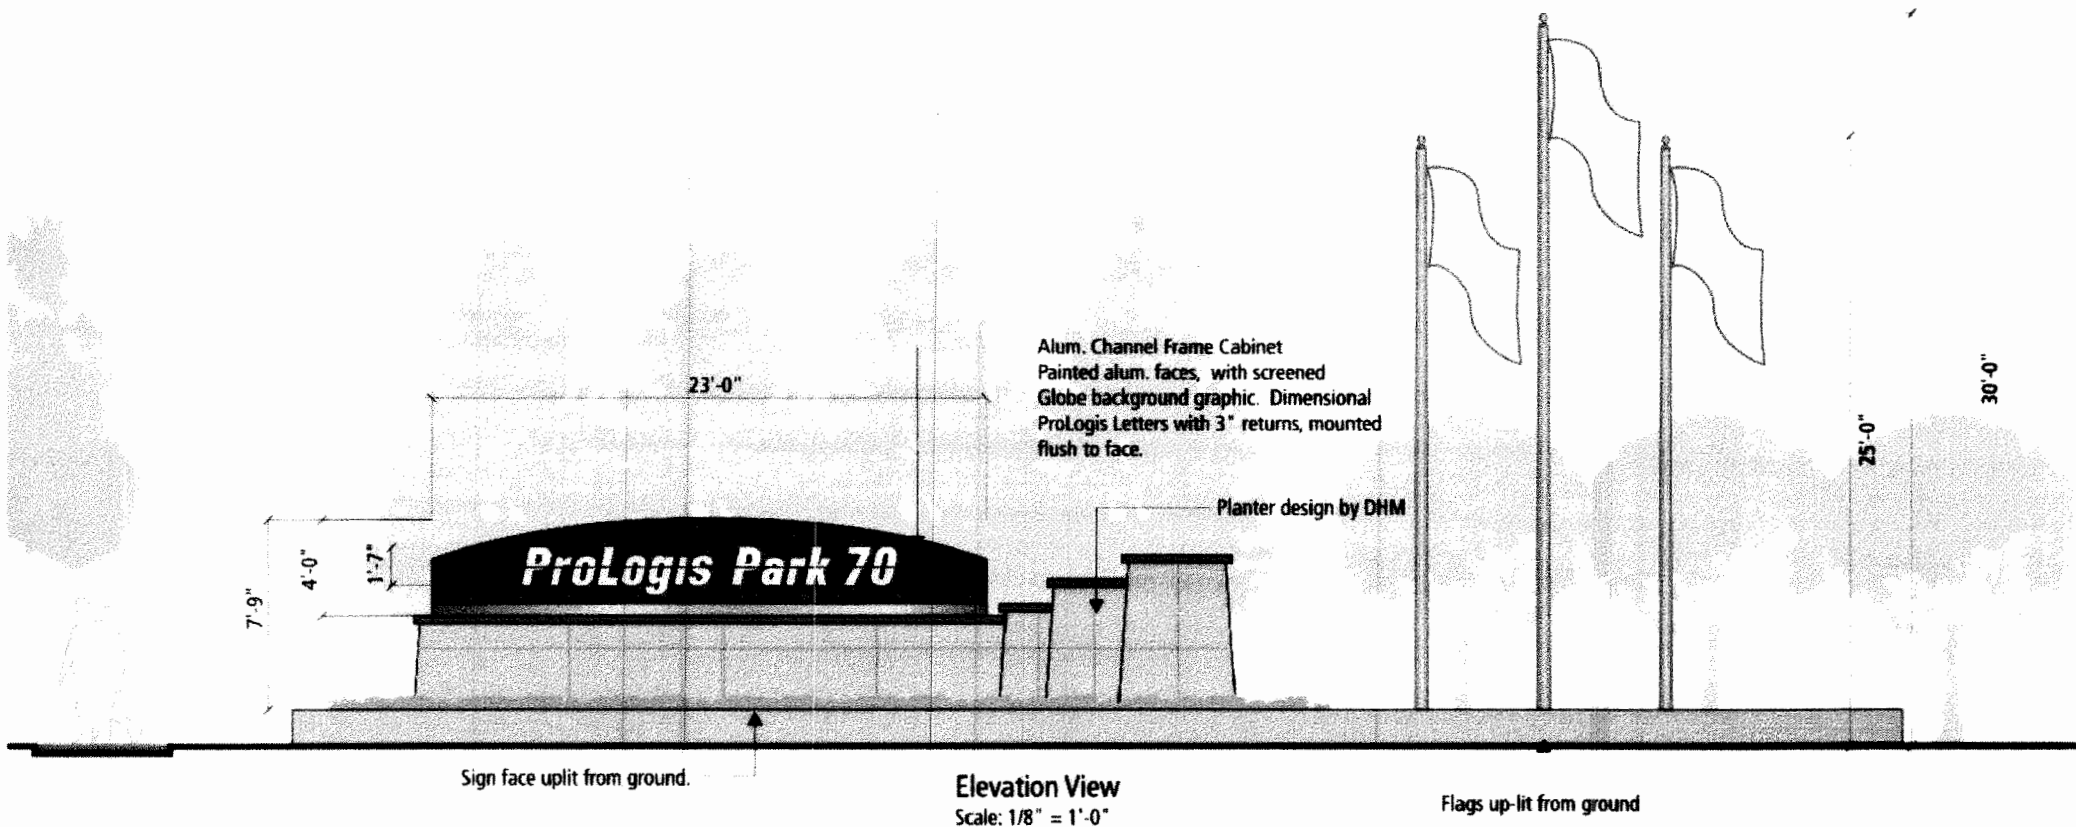 30'-0"
25'-0"
23'-0"
Alum. Channel Frame Cabinet
Painted alum. faces, with screened
Globe background graphic. Dimensional
ProLogis Letters with 3" returns, mounted
flush to face.
Planter design by DHM
7'-9"
4'-0"
1'-7"
ProLogis Park 70
Sign face uplit from ground.
Elevation View
Scale: 1/8" = 1'-0"
Flags up-lit from ground